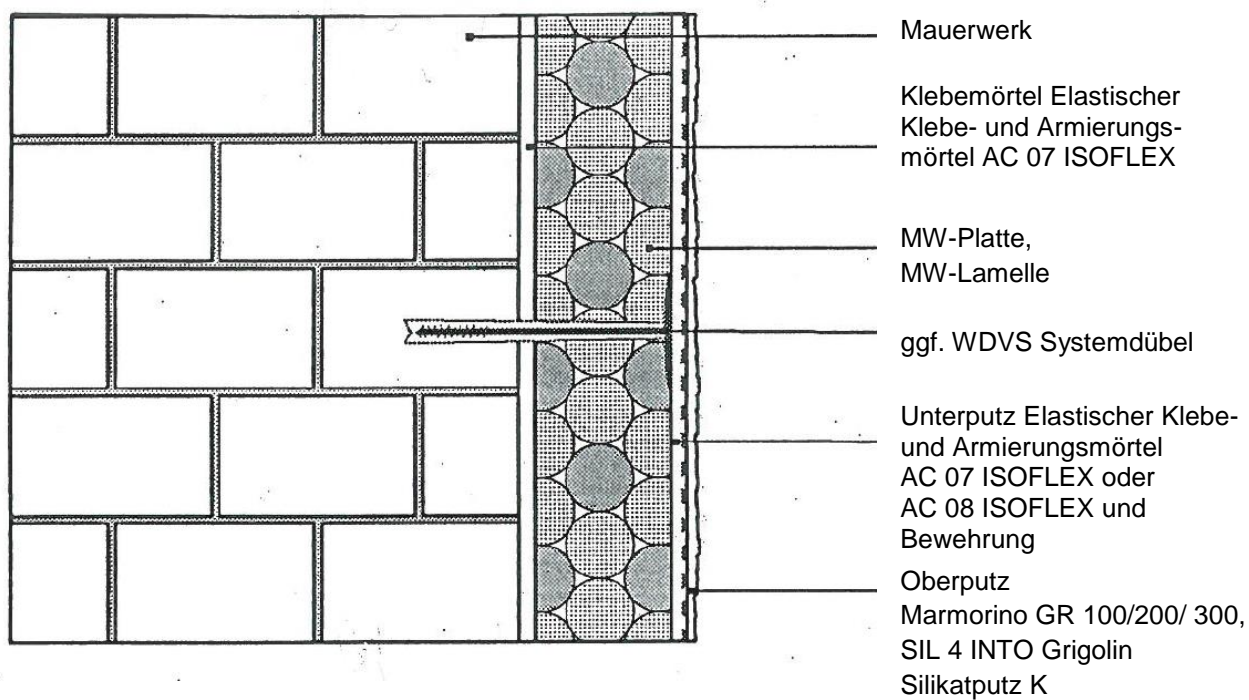 Mauerwerk
Klebemörtel Elastischer
Klebe- und Armierungs-
mörtel AC 07 ISOFLEX
MW-Platte,
MW-Lamelle
ggf. WDVS Systemdübel
Unterputz Elastischer Klebe-
und Armierungsmörtel
AC 07 ISOFLEX oder
AC 08 ISOFLEX und
Bewehrung
Oberputz
Marmorino GR 100/200/ 300,
SIL 4 INTO Grigolin
Silikatputz K